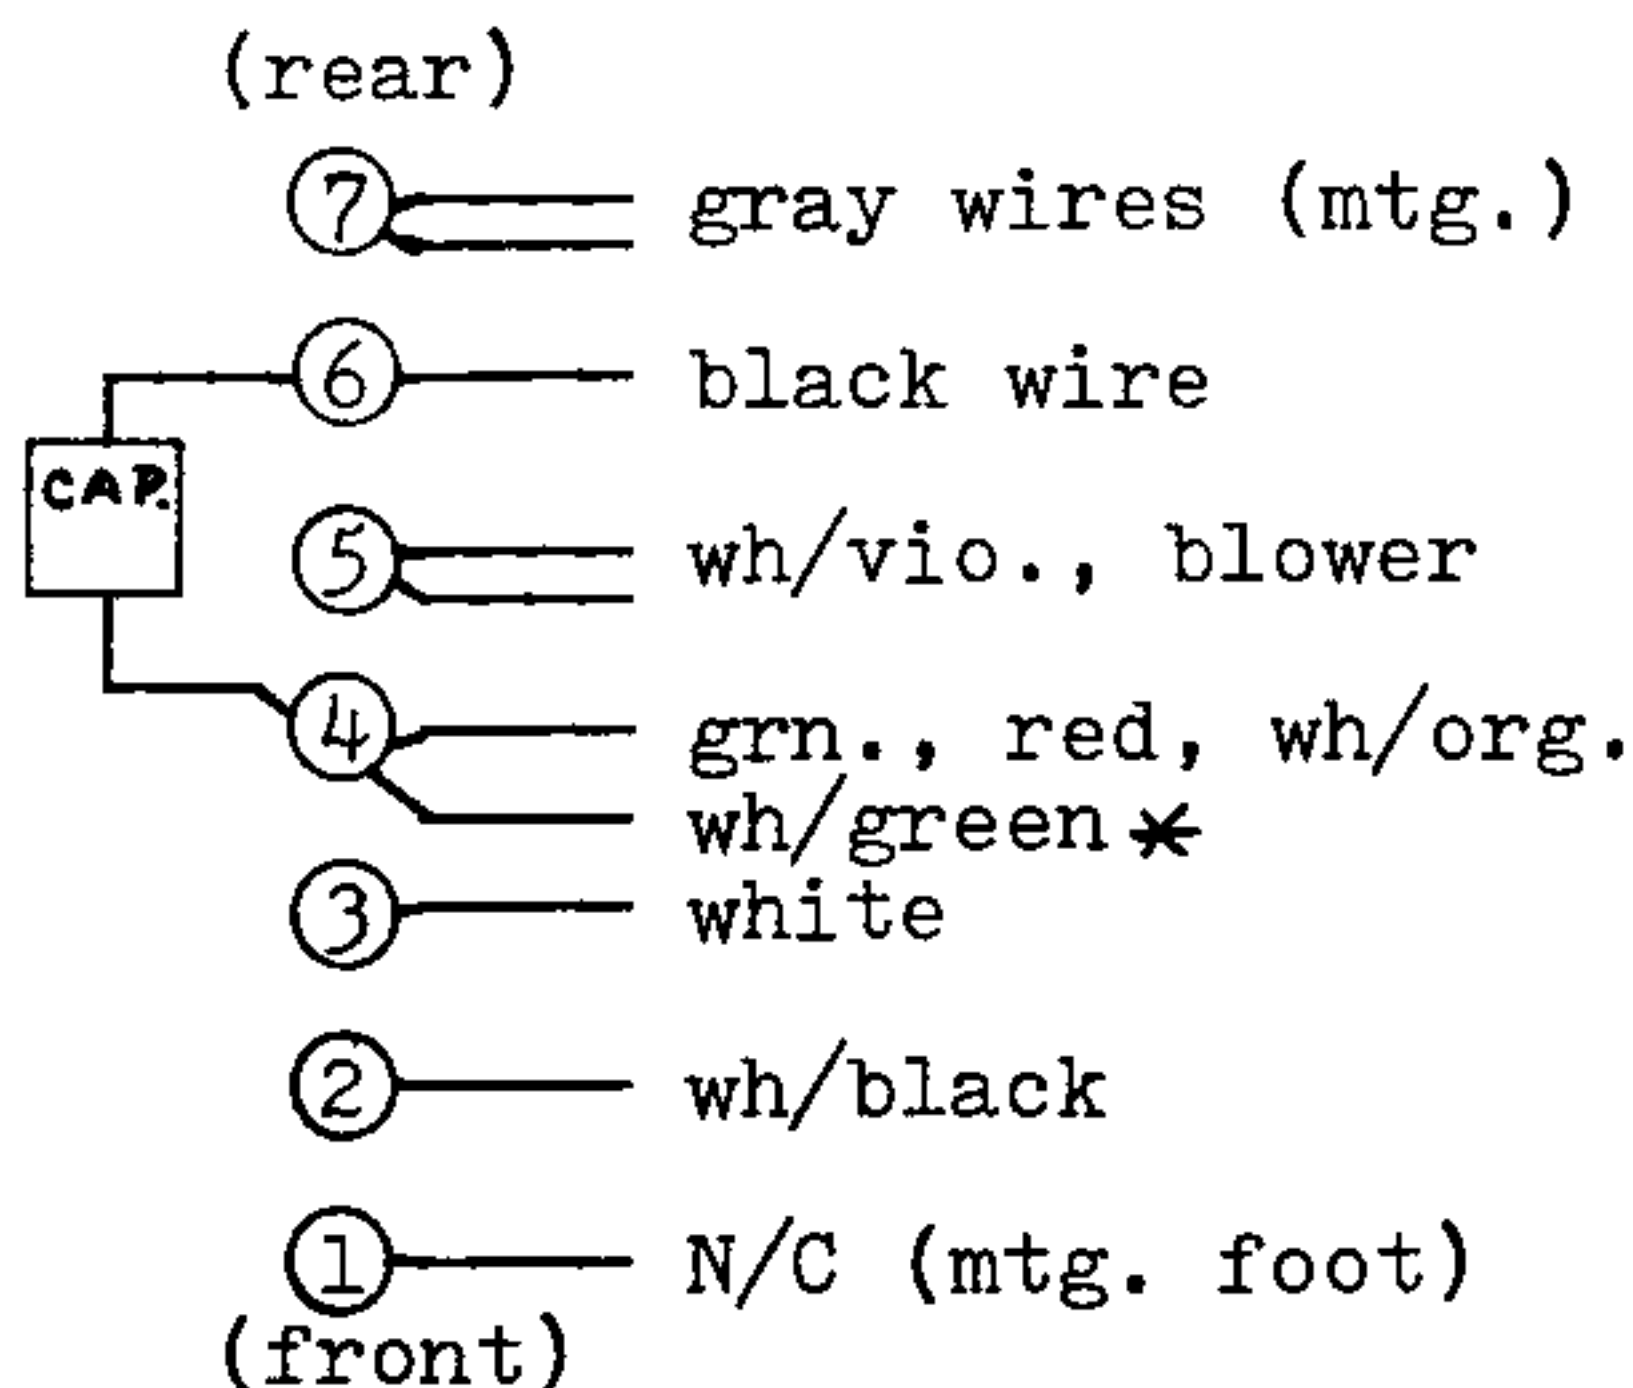 (rear)
7 gray wires (mtg.)
6 black wire
CAP.
5 wh/vio., blower
4 grn., red, wh/org.
wh/green *
3 white
2 wh/black
1 N/C (mtg. foot)
(front)